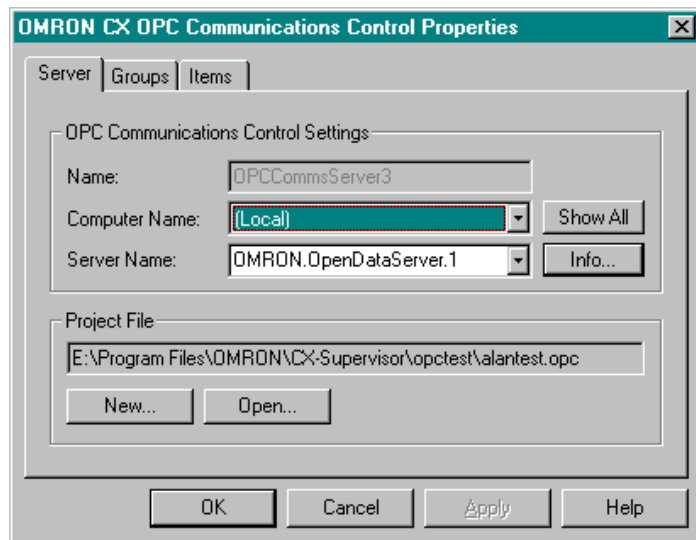 OMRON CX OPC Communications Control Properties
Server Groups Items
OPC Communications Control Settings
Name: OPCCommsServer3
Computer Name: (Local) Show All
Server Name: OMRON.OpenDataServer.1 Info...
Project File
E:\Program Files\OMRON\CX-Supervisor\opctest\alantest.opc
New... Open...
OK Cancel Apply Help